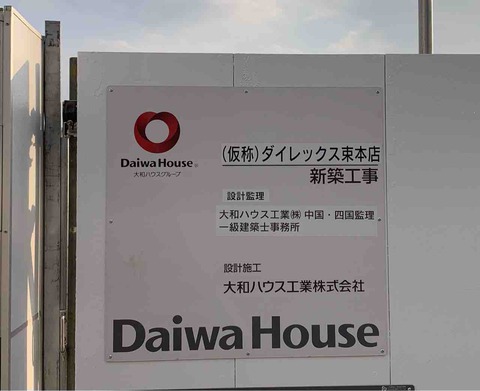 Daiwa House®
大和ハウスグループ
(仮称)ダイレックス束本店
新築工事
設計監理
大和ハウス工業㈱ 中国・四国監理
一級建築士事務所
設計施工
大和ハウス工業株式会社
Daiwa House